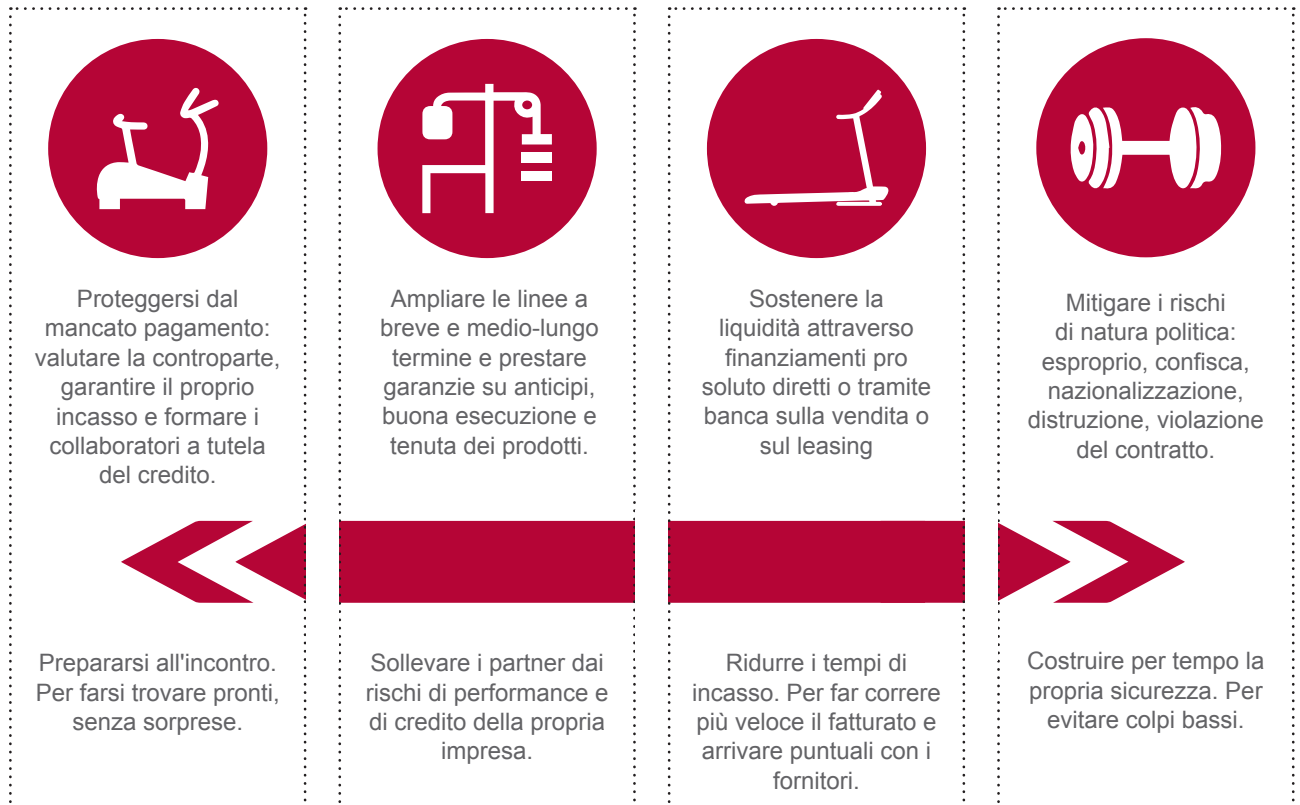 Proteggersi dal
mancato pagamento:
valutare la controparte,
garantire il proprio
incasso e formare i
collaboratori a tutela
del credito.
Ampliare le linee a
breve e medio-lungo
termine e prestare
garanzie su anticipi,
buona esecuzione e
tenuta dei prodotti.
Sostenere la
liquidità attraverso
finanziamenti pro
soluto diretti o tramite
banca sulla vendita o
sul leasing
Mitigare i rischi
di natura politica:
esproprio, confisca,
nazionalizzazione,
distruzione, violazione
del contratto.
Prepararsi all'incontro.
Per farsi trovare pronti,
senza sorprese.
Sollevare i partner dai
rischi di performance e
di credito della propria
impresa.
Ridurre i tempi di
incasso. Per far correre
più veloce il fatturato e
arrivare puntuali con i
fornitori.
Costruire per tempo la
propria sicurezza. Per
evitare colpi bassi.